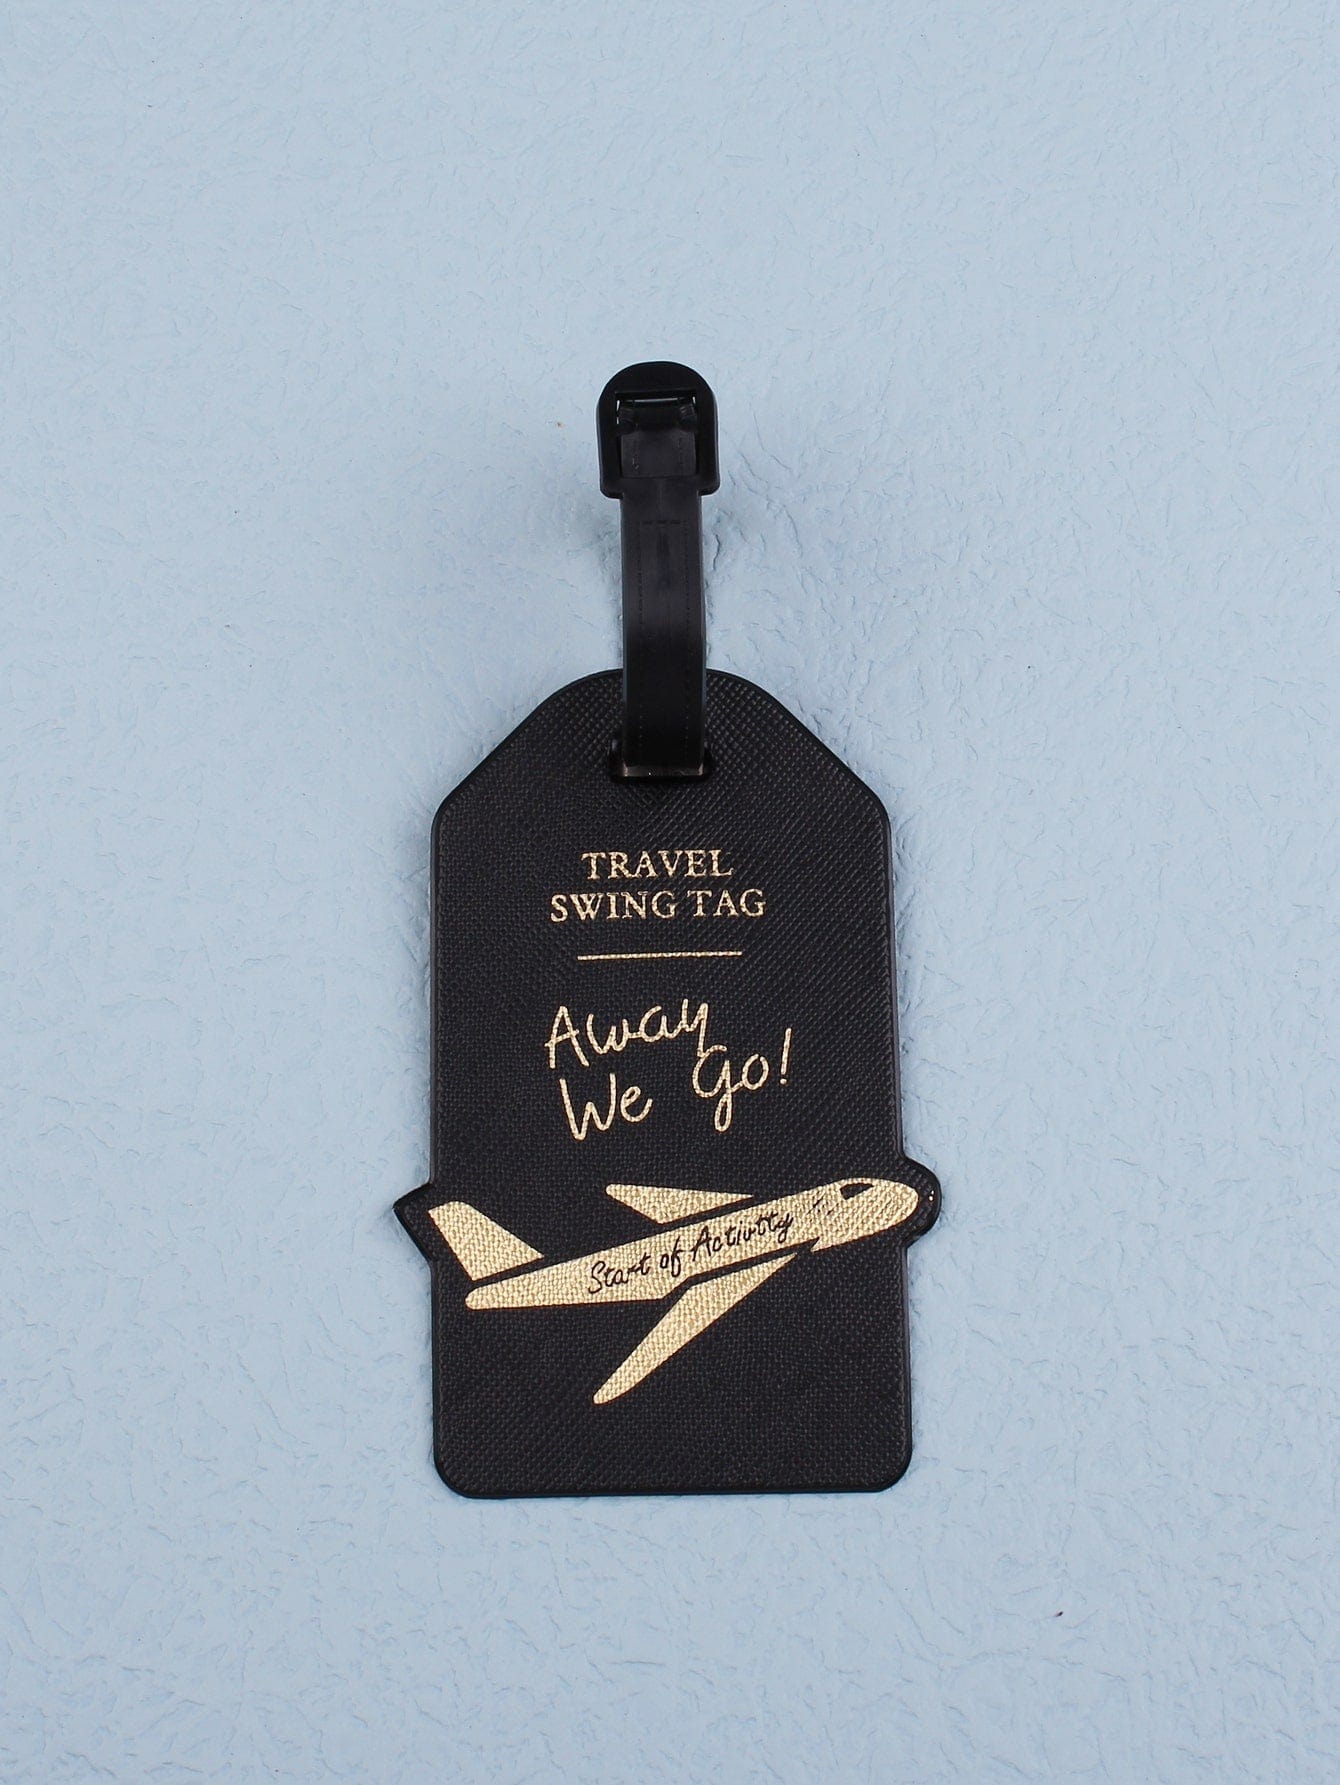 TRAVEL
SWING TAG
Away
We Go!
Start of Activity